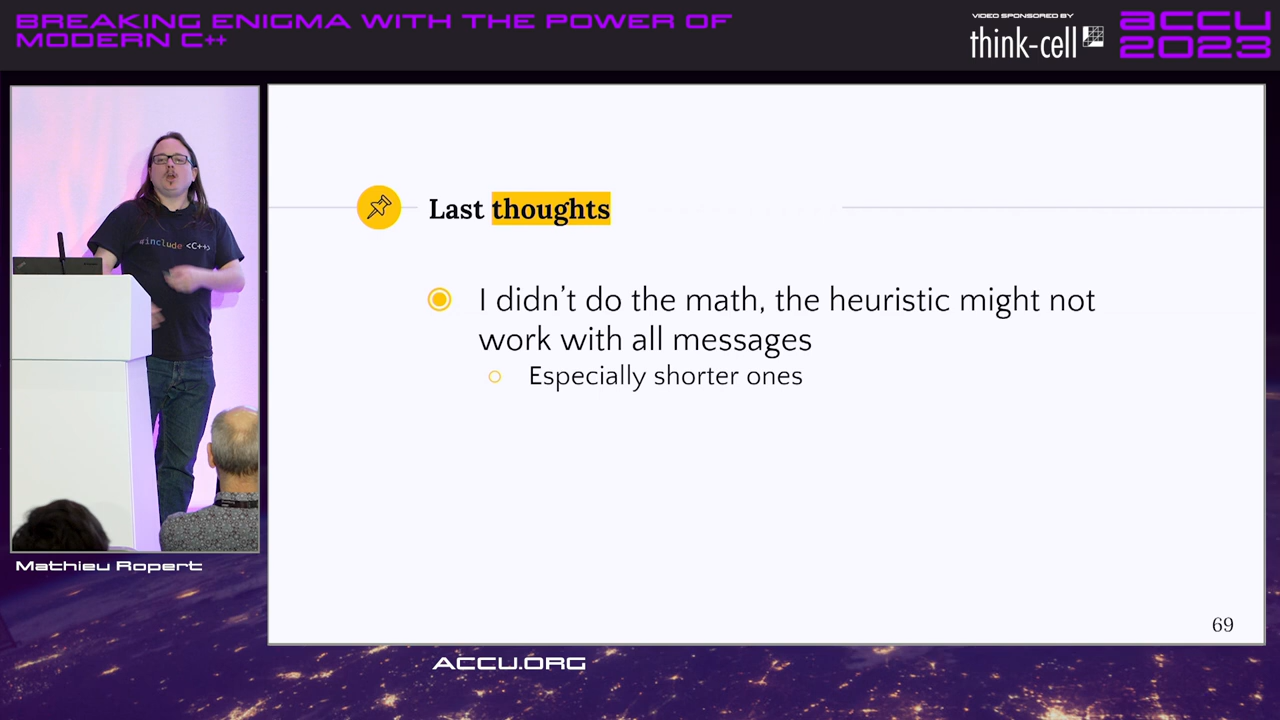 BREAKING ENIGMA WITH THE POWER OF
MODERN C++
VIDEO SPONSORED BY
think-cell
accu
2023
#include <C++>
Last thoughts
I didn't do the math, the heuristic might not
work with all messages
Especially shorter ones
69
Mathieu Ropert
ACCU.ORG